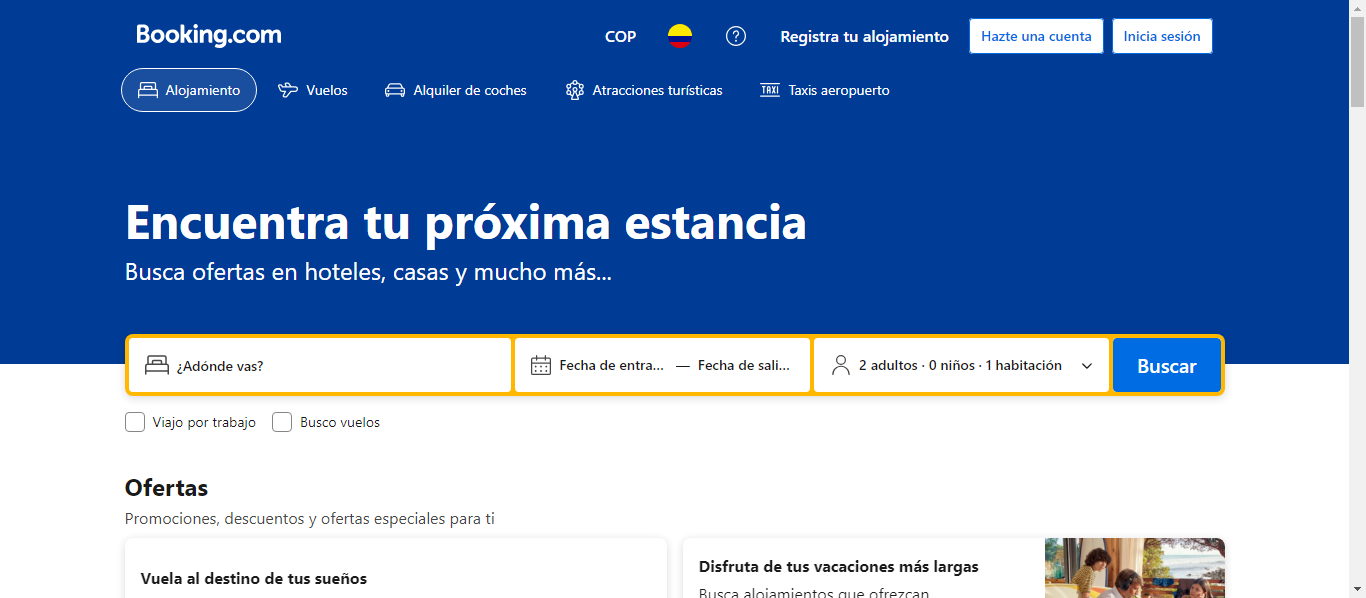 Booking.com
COP
Registra tu alojamiento
Hazte una cuenta
Inicia sesión
Alojamiento
Vuelos
Alquiler de coches
Atracciones turísticas
TAXI
Taxis aeropuerto
Encuentra tu próxima estancia
Busca ofertas en hoteles, casas y mucho más...
¿Adónde vas?
Fecha de entra... — Fecha de sali...
2 adultos · 0 niños · 1 habitación
Buscar
Viajo por trabajo
Busco vuelos
Ofertas
Promociones, descuentos y ofertas especiales para ti
Vuela al destino de tus sueños
Disfruta de tus vacaciones más largas
Busca alojamientos que ofrezcan